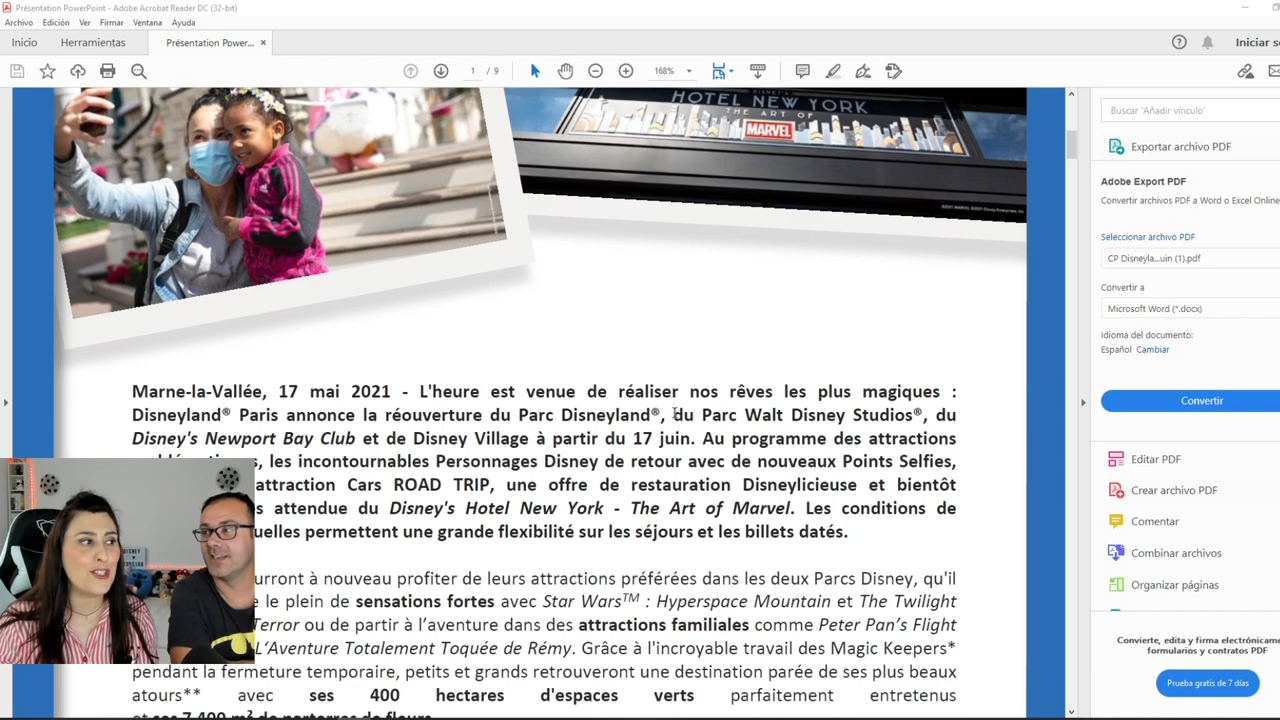 Présentation PowerPoint - Adobe Acrobat Reader DC (32-bit)
Archivo Edición Ver Firmar Ventana Ayuda
Inicio Herramientas Présentation Power... × Iniciar se
1 / 9 168%
HOTEL NEW YORK
THE ART OF
MARVEL
Marne-la-Vallée, 17 mai 2021 - L'heure est venue de réaliser nos rêves les plus magiques :
Disneyland® Paris annonce la réouverture du Parc Disneyland®, du Parc Walt Disney Studios®, du
Disney's Newport Bay Club et de Disney Village à partir du 17 juin. Au programme des attractions
s, les incontournables Personnages Disney de retour avec de nouveaux Points Selfies,
attraction Cars ROAD TRIP, une offre de restauration Disneylicieuse et bientôt
s attendue du Disney's Hotel New York - The Art of Marvel. Les conditions de
uelles permettent une grande flexibilité sur les séjours et les billets datés.
urront à nouveau profiter de leurs attractions préférées dans les deux Parcs Disney, qu'il
e le plein de sensations fortes avec Star Wars™ : Hyperspace Mountain et The Twilight
Terror ou de partir à l’aventure dans des attractions familiales comme Peter Pan’s Flight
L‘Aventure Totalement Toquée de Rémy. Grâce à l'incroyable travail des Magic Keepers*
pendant la fermeture temporaire, petits et grands retrouveront une destination parée de ses plus beaux
atours** avec ses 400 hectares d'espaces verts parfaitement entretenus
et ses 7 400 m² de parterres de fleurs
Buscar 'Añadir vínculo'
Exportar archivo PDF
Adobe Export PDF
Convertir archivos PDF a Word o Excel Online
Seleccionar archivo PDF
CP Disneyla...uin (1).pdf
Convertir a
Microsoft Word (*.docx)
Idioma del documento:
Español Cambiar
Convertir
Editar PDF
Crear archivo PDF
Comentar
Combinar archivos
Organizar páginas
Convierte, edita y firma electrónicame
formularios y contratos PDF
Prueba gratis de 7 días